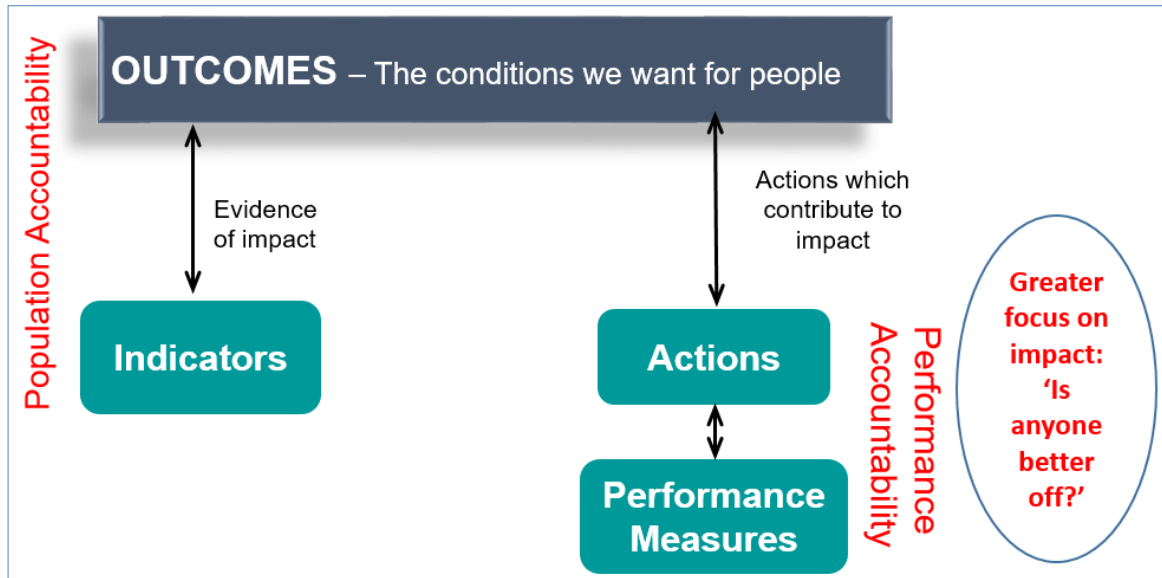 Population Accountability
OUTCOMES – The conditions we want for people
Evidence
of impact
Actions which
contribute to
impact
Indicators
Actions
Performance
Measures
Performance
Accountability
Greater
focus on
impact:
‘Is
anyone
better
off?’